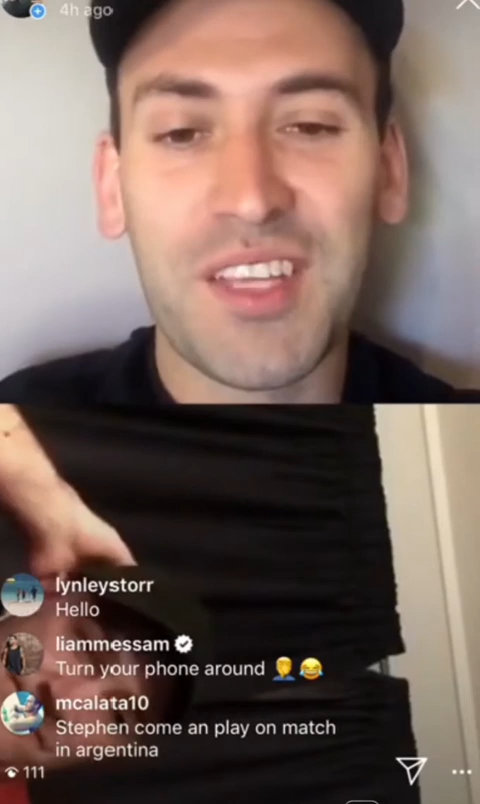 4h ago
lynleystorr
Hello
liammessam
Turn your phone around 🤦‍♂️ 😂
mcalata10
Stephen come an play on match
in argentina
111